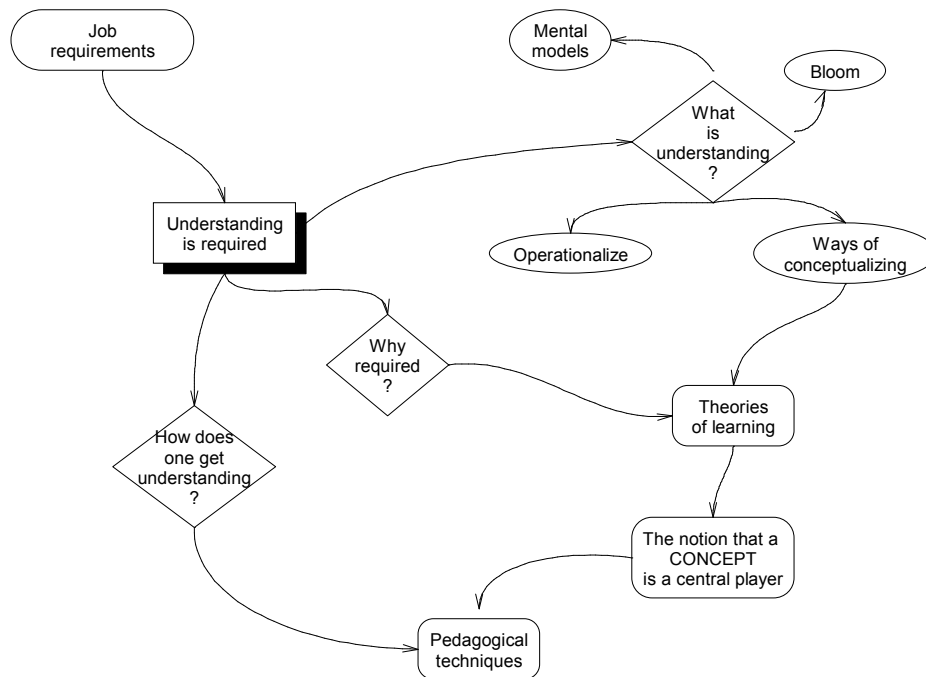 Job
requirements
Mental
models
Bloom
What
is
understanding
?
Understanding
is required
Operationalize
Ways of
conceptualizing
Why
required
?
Theories
of learning
How does
one get
understanding
?
The notion that a
CONCEPT
is a central player
Pedagogical
techniques